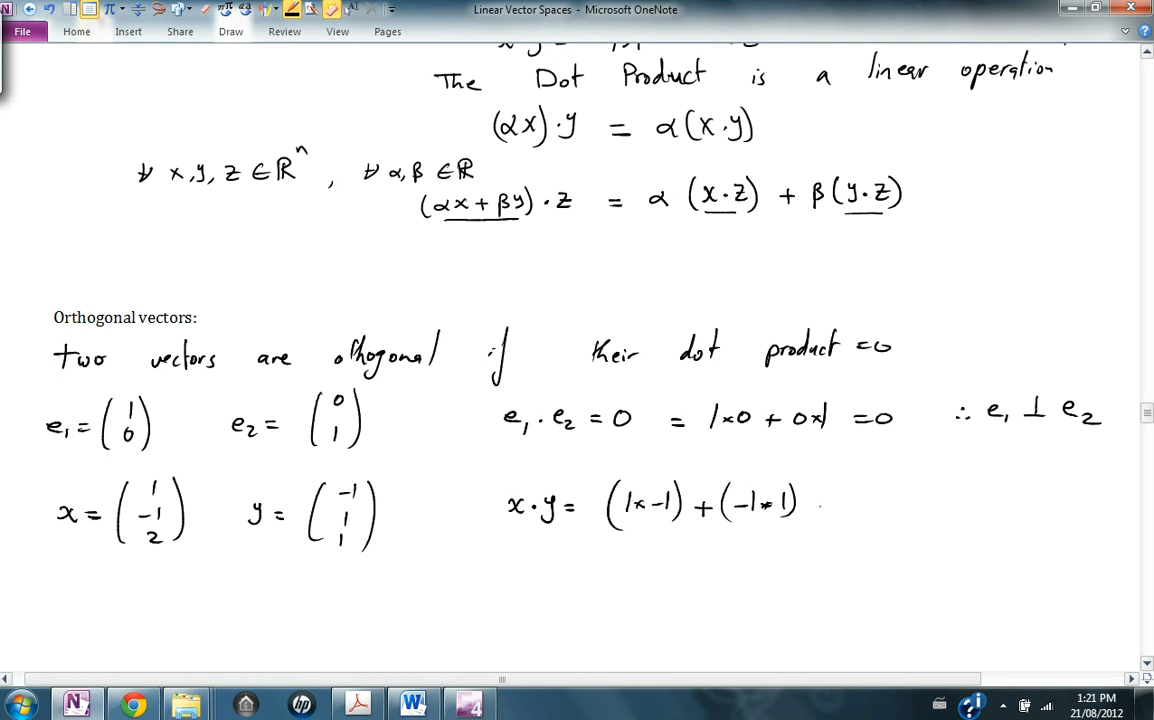 Linear Vector Spaces - Microsoft OneNote
File Home Insert Share Draw Review View Pages
The Dot Product is a linear operation
(αx)·y = α(x·y)
∀ x,y, z ∈ ℝⁿ , ∀ α,β ∈ ℝ
(αx + βy)·z = α (x·z) + β(y·z)
Orthogonal vectors:
two vectors are othogonal if their dot product =0
e₁ = (1 0) e₂ = (0 1) e₁ · e₂ = 0 = 1×0 + 0×1 =0 ∴ e₁ ⊥ e₂
x = (1 -1 2) y = (-1 1 1) x·y = (1×-1) + (-1*1)
1:21 PM
21/08/2012